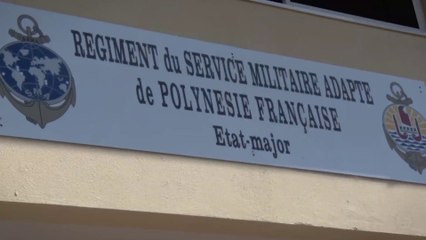 REGIMENT du SERVICE MILITAIRE ADAPTE
de POLYNESIE FRANÇAISE
Etat-major